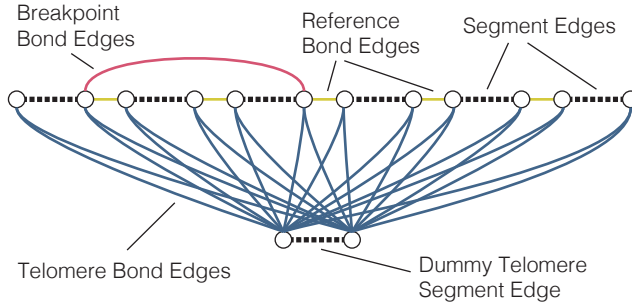 Breakpoint
Bond Edges
Reference
Bond Edges
Segment Edges
Telomere Bond Edges
Dummy Telomere
Segment Edge